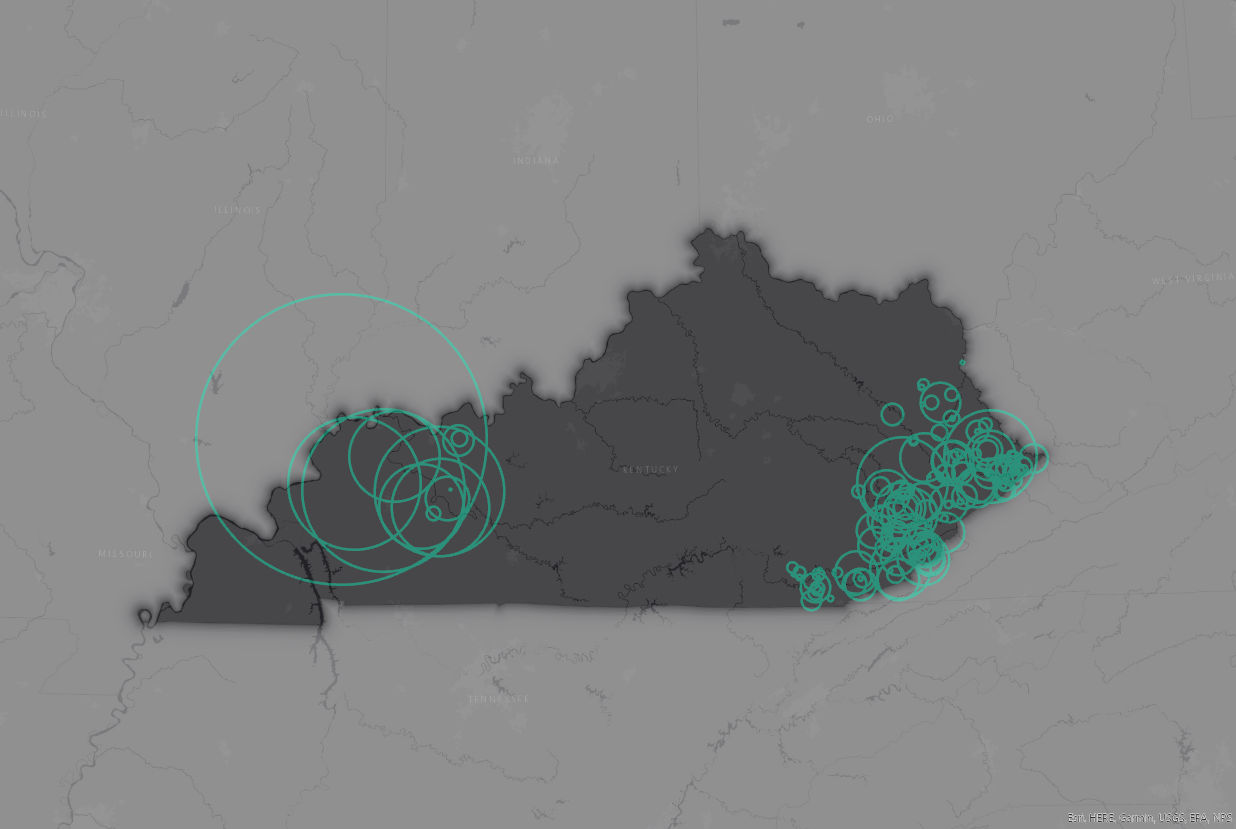 ILLINOIS
OHIO
INDIANA
ILLINOIS
WEST VIRGINIA
KENTUCKY
MISSOURI
TENNESSEE
Esri, HERE, Garmin, USGS, EPA, NPS